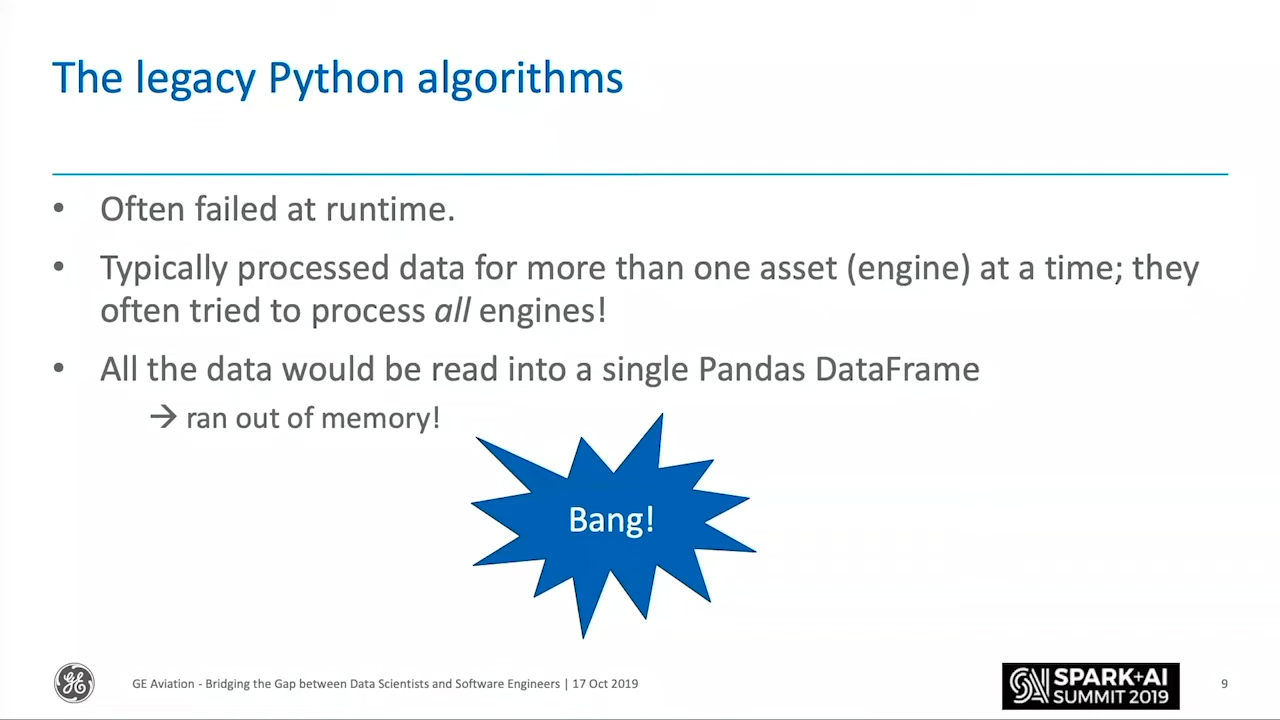 The legacy Python algorithms
• Often failed at runtime.
• Typically processed data for more than one asset (engine) at a time; they
often tried to process all engines!
• All the data would be read into a single Pandas DataFrame
→ ran out of memory!
Bang!
GE
GE Aviation - Bridging the Gap between Data Scientists and Software Engineers | 17 Oct 2019
SPARK+AI
SUMMIT 2019
9